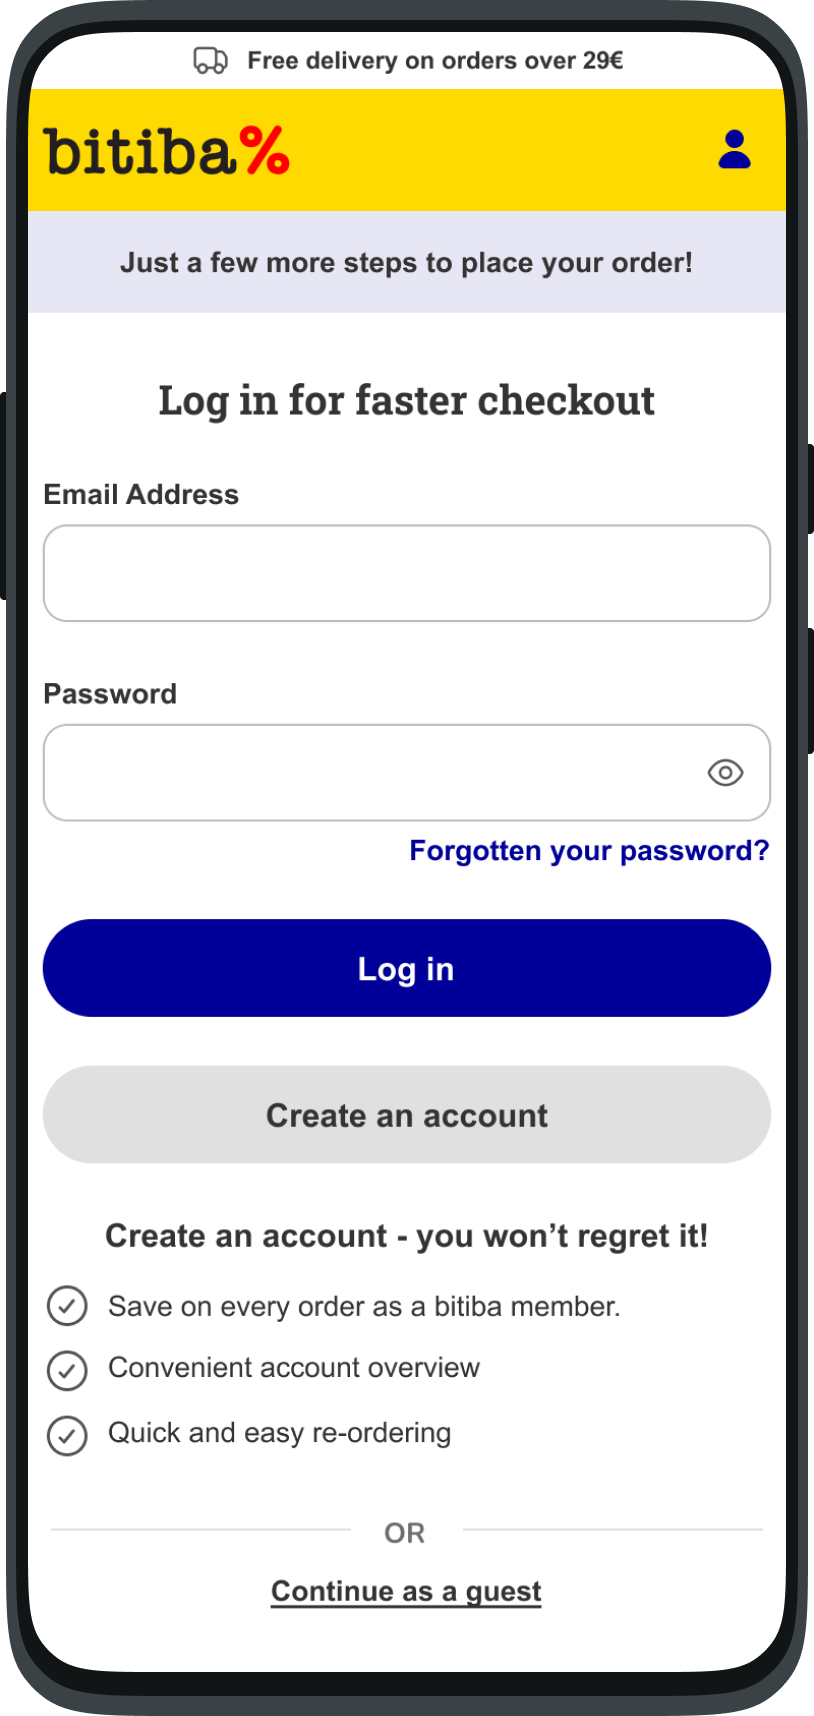 Free delivery on orders over 29€
bitiba%
Just a few more steps to place your order!
Log in for faster checkout
Email Address
Password
Forgotten your password?
Log in
Create an account
Create an account - you won’t regret it!
Save on every order as a bitiba member.
Convenient account overview
Quick and easy re-ordering
OR
Continue as a guest